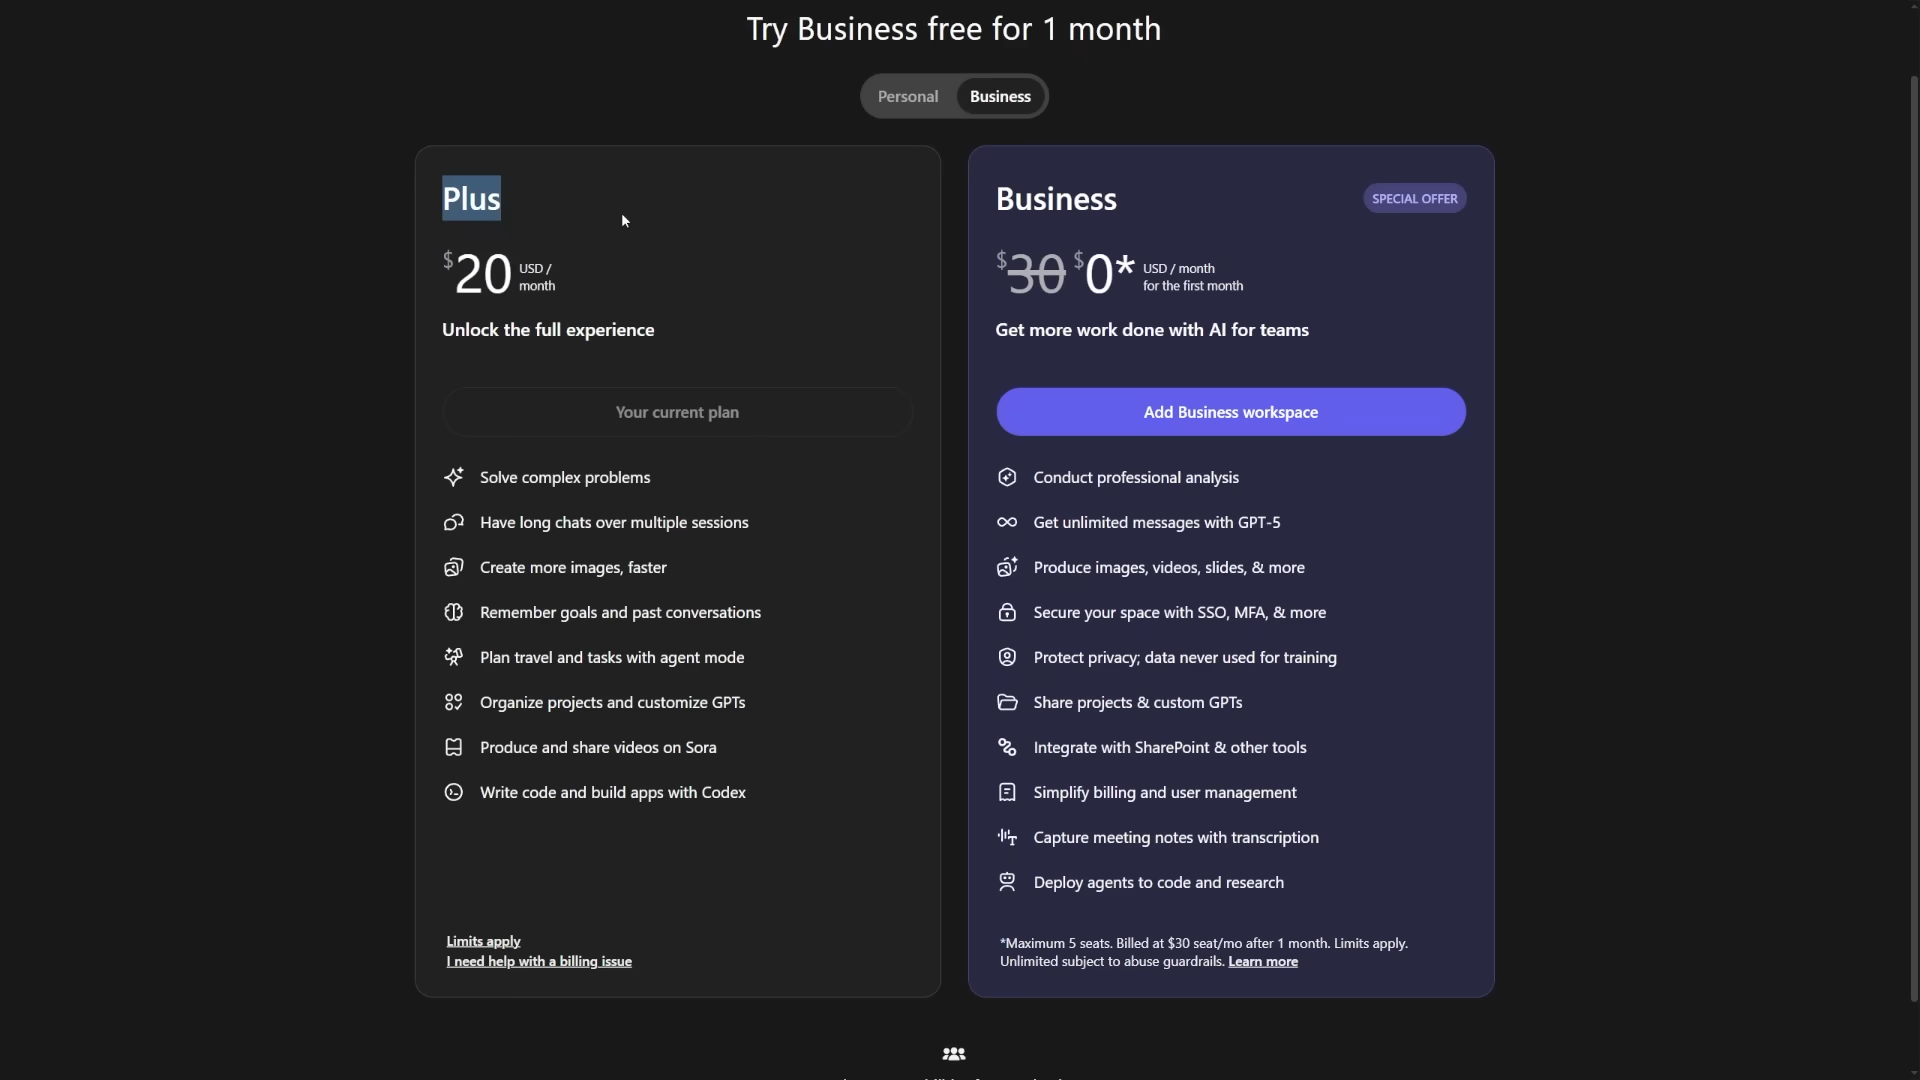 Try Business free for 1 month
Personal
Business
Plus
$20 USD /
month
Unlock the full experience
Your current plan
Solve complex problems
Have long chats over multiple sessions
Create more images, faster
Remember goals and past conversations
Plan travel and tasks with agent mode
Organize projects and customize GPTs
Produce and share videos on Sora
Write code and build apps with Codex
Limits apply
I need help with a billing issue
Business
SPECIAL OFFER
$30 $0* USD / month
for the first month
Get more work done with AI for teams
Add Business workspace
Conduct professional analysis
Get unlimited messages with GPT-5
Produce images, videos, slides, & more
Secure your space with SSO, MFA, & more
Protect privacy; data never used for training
Share projects & custom GPTs
Integrate with SharePoint & other tools
Simplify billing and user management
Capture meeting notes with transcription
Deploy agents to code and research
*Maximum 5 seats. Billed at $30 seat/mo after 1 month. Limits apply.
Unlimited subject to abuse guardrails. Learn more